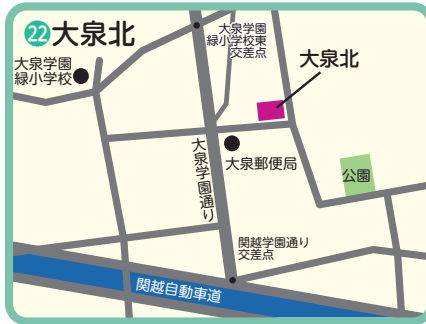 22 大泉北
大泉学園
緑小学校東
交差点
大泉学園
緑小学校
大泉北
大泉学園通り
大泉郵便局
公園
関越学園通り
交差点
関越自動車道